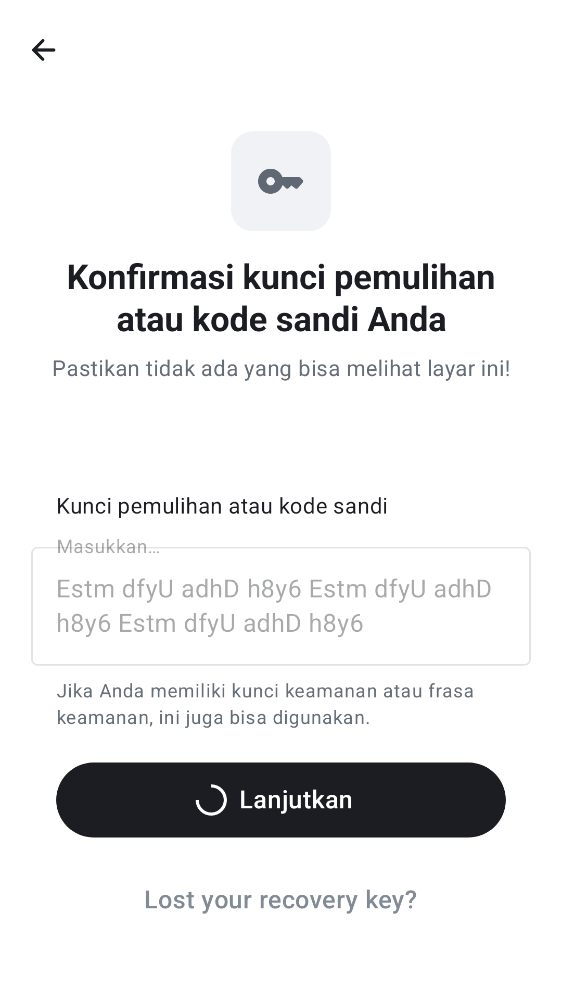 Konfirmasi kunci pemulihan
atau kode sandi Anda
Pastikan tidak ada yang bisa melihat layar ini!
Kunci pemulihan atau kode sandi
Masukkan…
Estm dfyU adhD h8y6 Estm dfyU adhD
h8y6 Estm dfyU adhD h8y6
Jika Anda memiliki kunci keamanan atau frasa
keamanan, ini juga bisa digunakan.
Lanjutkan
Lost your recovery key?